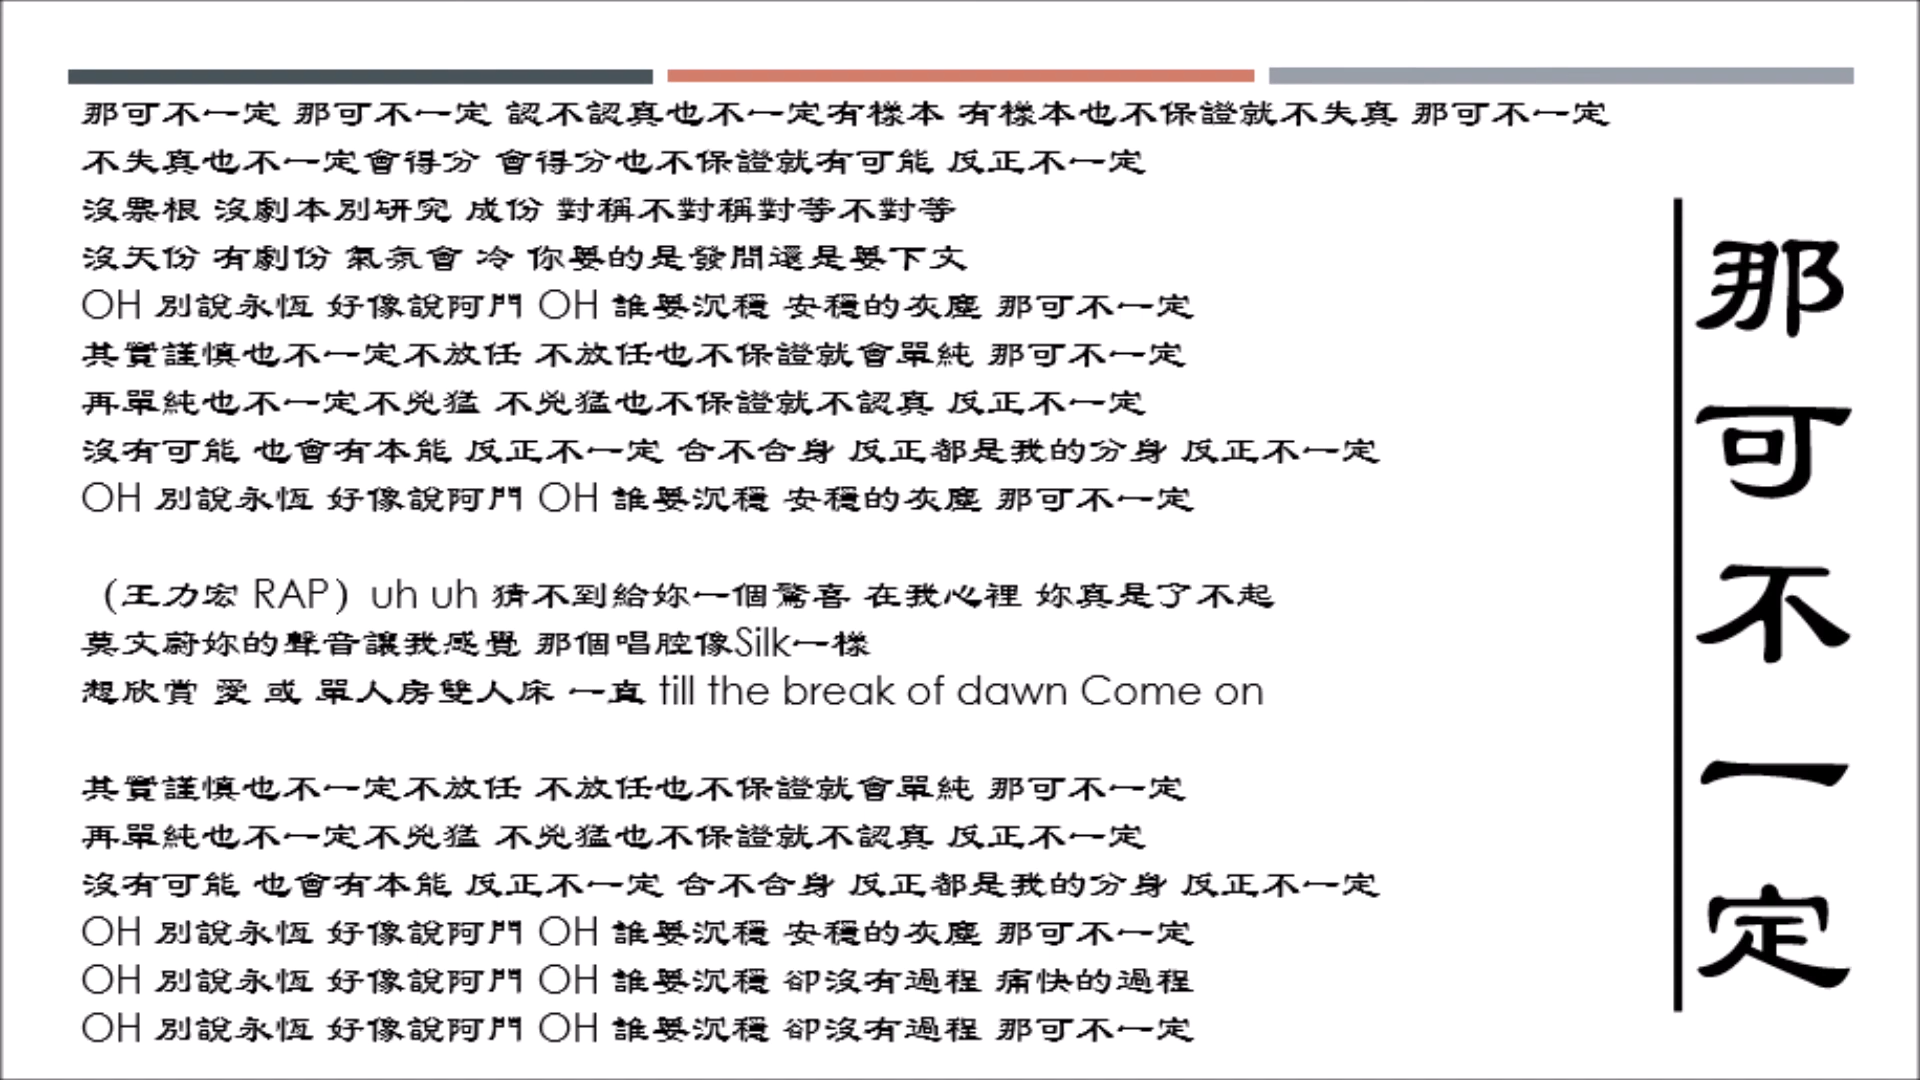 那可不一定 那可不一定 認不認真也不一定有樣本 有樣本也不保證就不失真 那可不一定
不失真也不一定會得分 會得分也不保證就有可能 反正不一定
沒票根 沒劇本別研究 成份 對稱不對稱對等不對等
沒天份 有劇份 氣氛會 冷 你要的是發問還是要下文
OH 別說永恆 好像說阿門 OH 誰要沉穩 安穩的灰塵 那可不一定
其實謹慎也不一定不放任 不放任也不保證就會單純 那可不一定
再單純也不一定不兇猛 不兇猛也不保證就不認真 反正不一定
沒有可能 也會有本能 反正不一定 合不合身 反正都是我的分身 反正不一定
OH 別說永恆 好像說阿門 OH 誰要沉穩 安穩的灰塵 那可不一定
（王力宏 RAP）uh uh 猜不到給妳一個驚喜 在我心裡 妳真是了不起
莫文蔚妳的聲音讓我感覺 那個唱腔像Silk一樣
想欣賞 愛 或 單人房雙人床 一直 till the break of dawn Come on
其實謹慎也不一定不放任 不放任也不保證就會單純 那可不一定
再單純也不一定不兇猛 不兇猛也不保證就不認真 反正不一定
沒有可能 也會有本能 反正不一定 合不合身 反正都是我的分身 反正不一定
OH 別說永恆 好像說阿門 OH 誰要沉穩 安穩的灰塵 那可不一定
OH 別說永恆 好像說阿門 OH 誰要沉穩 卻沒有過程 痛快的過程
OH 別說永恆 好像說阿門 OH 誰要沉穩 卻沒有過程 那可不一定
那可不一定